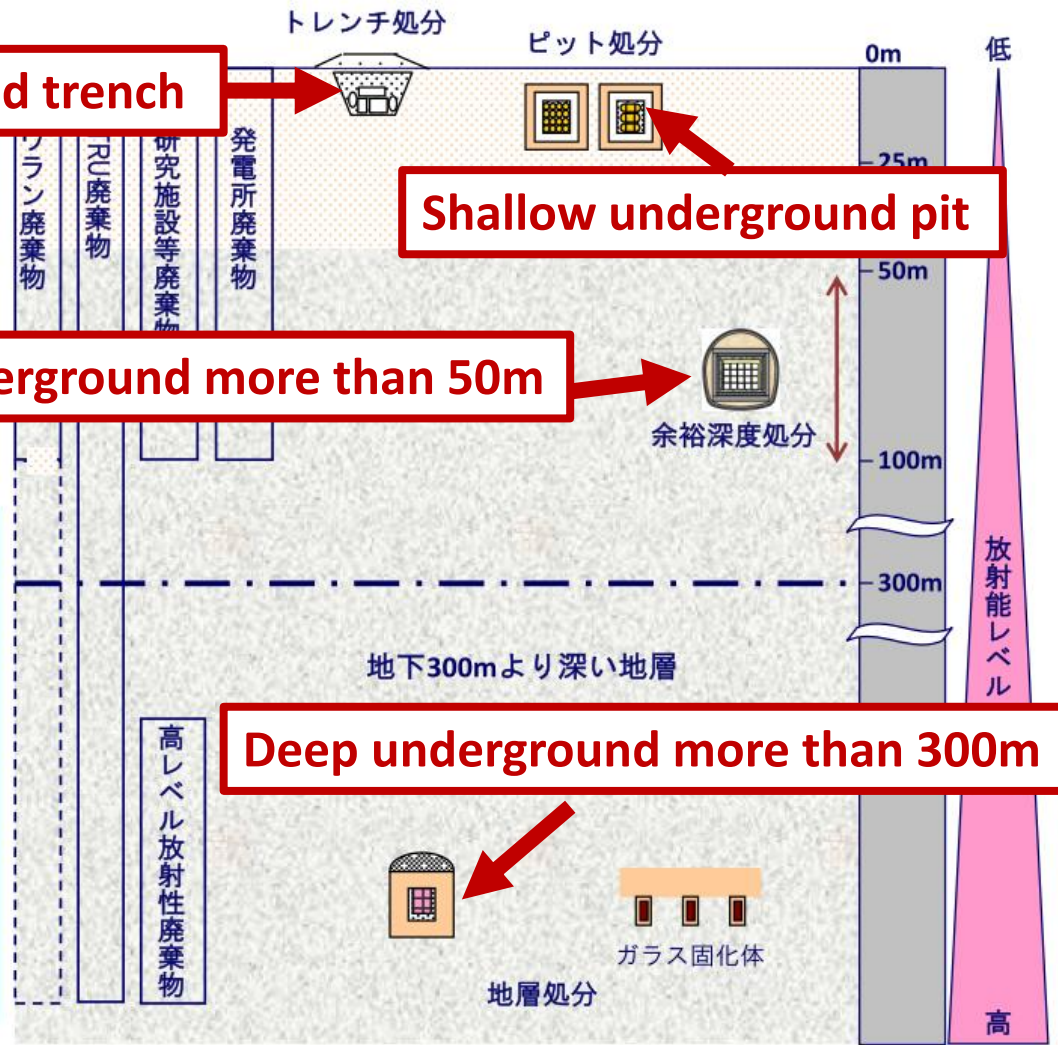 トレンチ処分
ピット処分
0m
低
d trench
25m
Shallow underground pit
ウラン廃棄物
TRU廃棄物
研究施設等廃棄物
発電所廃棄物
50m
erground more than 50m
余裕深度処分
100m
300m
放射能レベル
地下300mより深い地層
Deep underground more than 300m
高レベル放射性廃棄物
ガラス固化体
地層処分
高